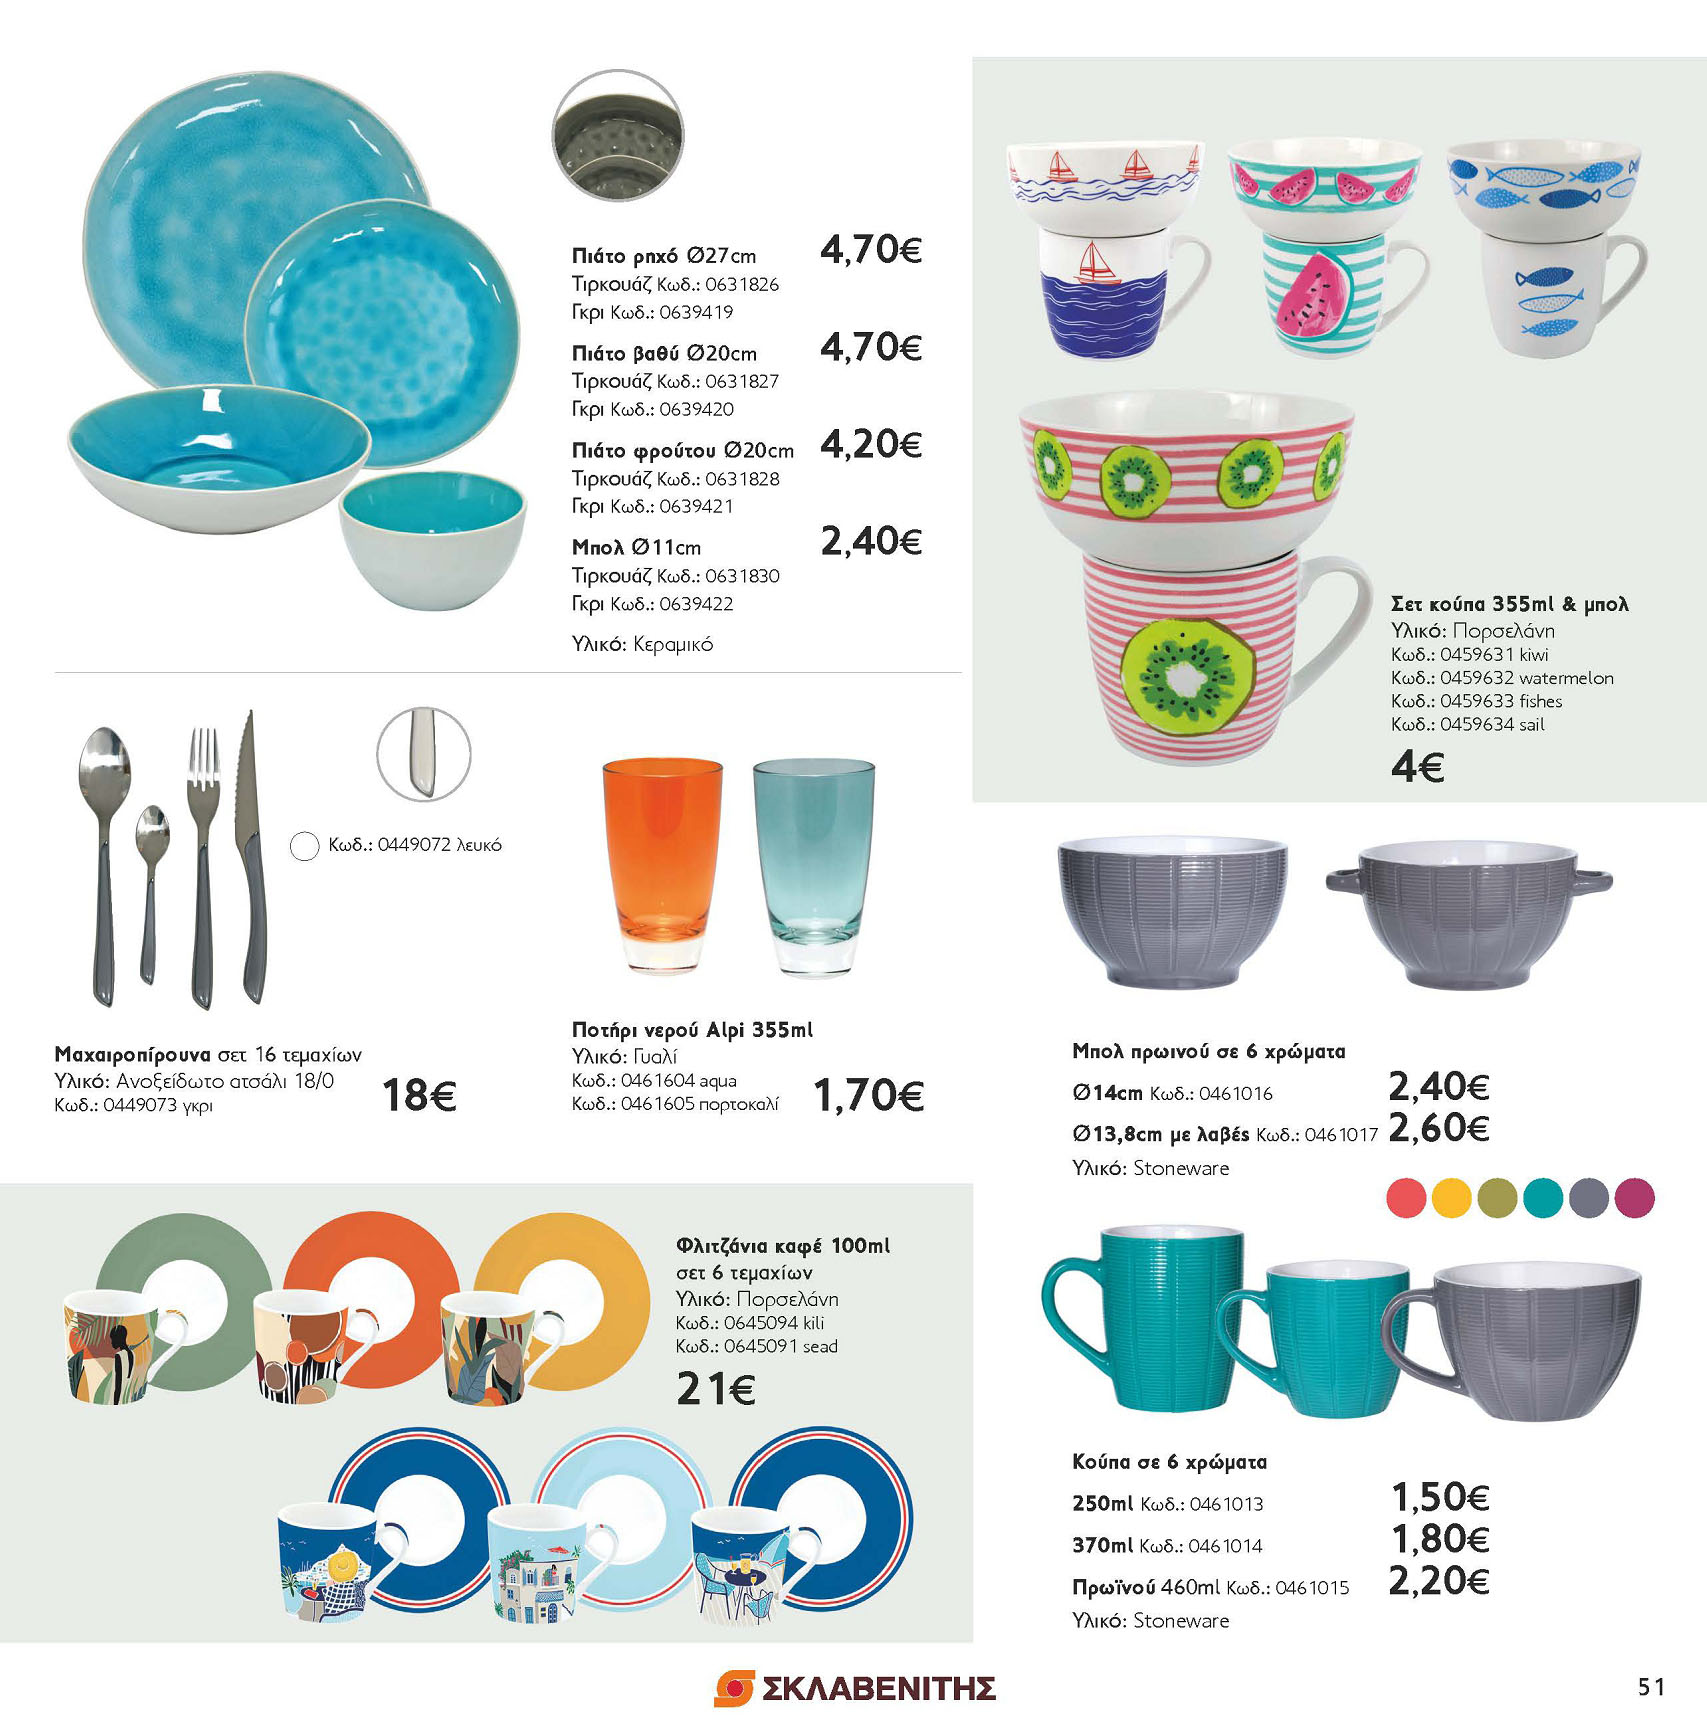 Πιάτο ρηχό Ø27cm 4,70€
Τιρκουάζ Κωδ.: 0631826
Γκρι Κωδ.: 0639419
Πιάτο βαθύ Ø20cm 4,70€
Τιρκουάζ Κωδ.: 0631827
Γκρι Κωδ.: 0639420
Πιάτο φρούτου Ø20cm 4,20€
Τιρκουάζ Κωδ.: 0631828
Γκρι Κωδ.: 0639421
Μπολ Ø11cm 2,40€
Τιρκουάζ Κωδ.: 0631830
Γκρι Κωδ.: 0639422
Υλικό: Κεραμικό
Σετ κούπα 355ml & μπολ
Υλικό: Πορσελάνη
Κωδ.: 0459631 kiwi
Κωδ.: 0459632 watermelon
Κωδ.: 0459633 fishes
Κωδ.: 0459634 sail
4€
Κωδ.: 0449072 λευκό
Μαχαιροπίρουνα σετ 16 τεμαχίων
Υλικό: Ανοξείδωτο ατσάλι 18/0
Κωδ.: 0449073 γκρι
18€
Ποτήρι νερού Alpi 355ml
Υλικό: Γυαλί
Κωδ.: 0461604 aqua
Κωδ.: 0461605 πορτοκαλί
1,70€
Μπολ πρωινού σε 6 χρώματα
Ø14cm Κωδ.: 0461016 2,40€
Ø13,8cm με λαβές Κωδ.: 0461017 2,60€
Υλικό: Stoneware
Φλιτζάνια καφέ 100ml
σετ 6 τεμαχίων
Υλικό: Πορσελάνη
Κωδ.: 0645094 kili
Κωδ.: 0645091 sead
21€
Κούπα σε 6 χρώματα
250ml Κωδ.: 0461013 1,50€
370ml Κωδ.: 0461014 1,80€
Πρωϊνού 460ml Κωδ.: 0461015 2,20€
Υλικό: Stoneware
ΣΚΛΑΒΕΝΙΤΗΣ
51